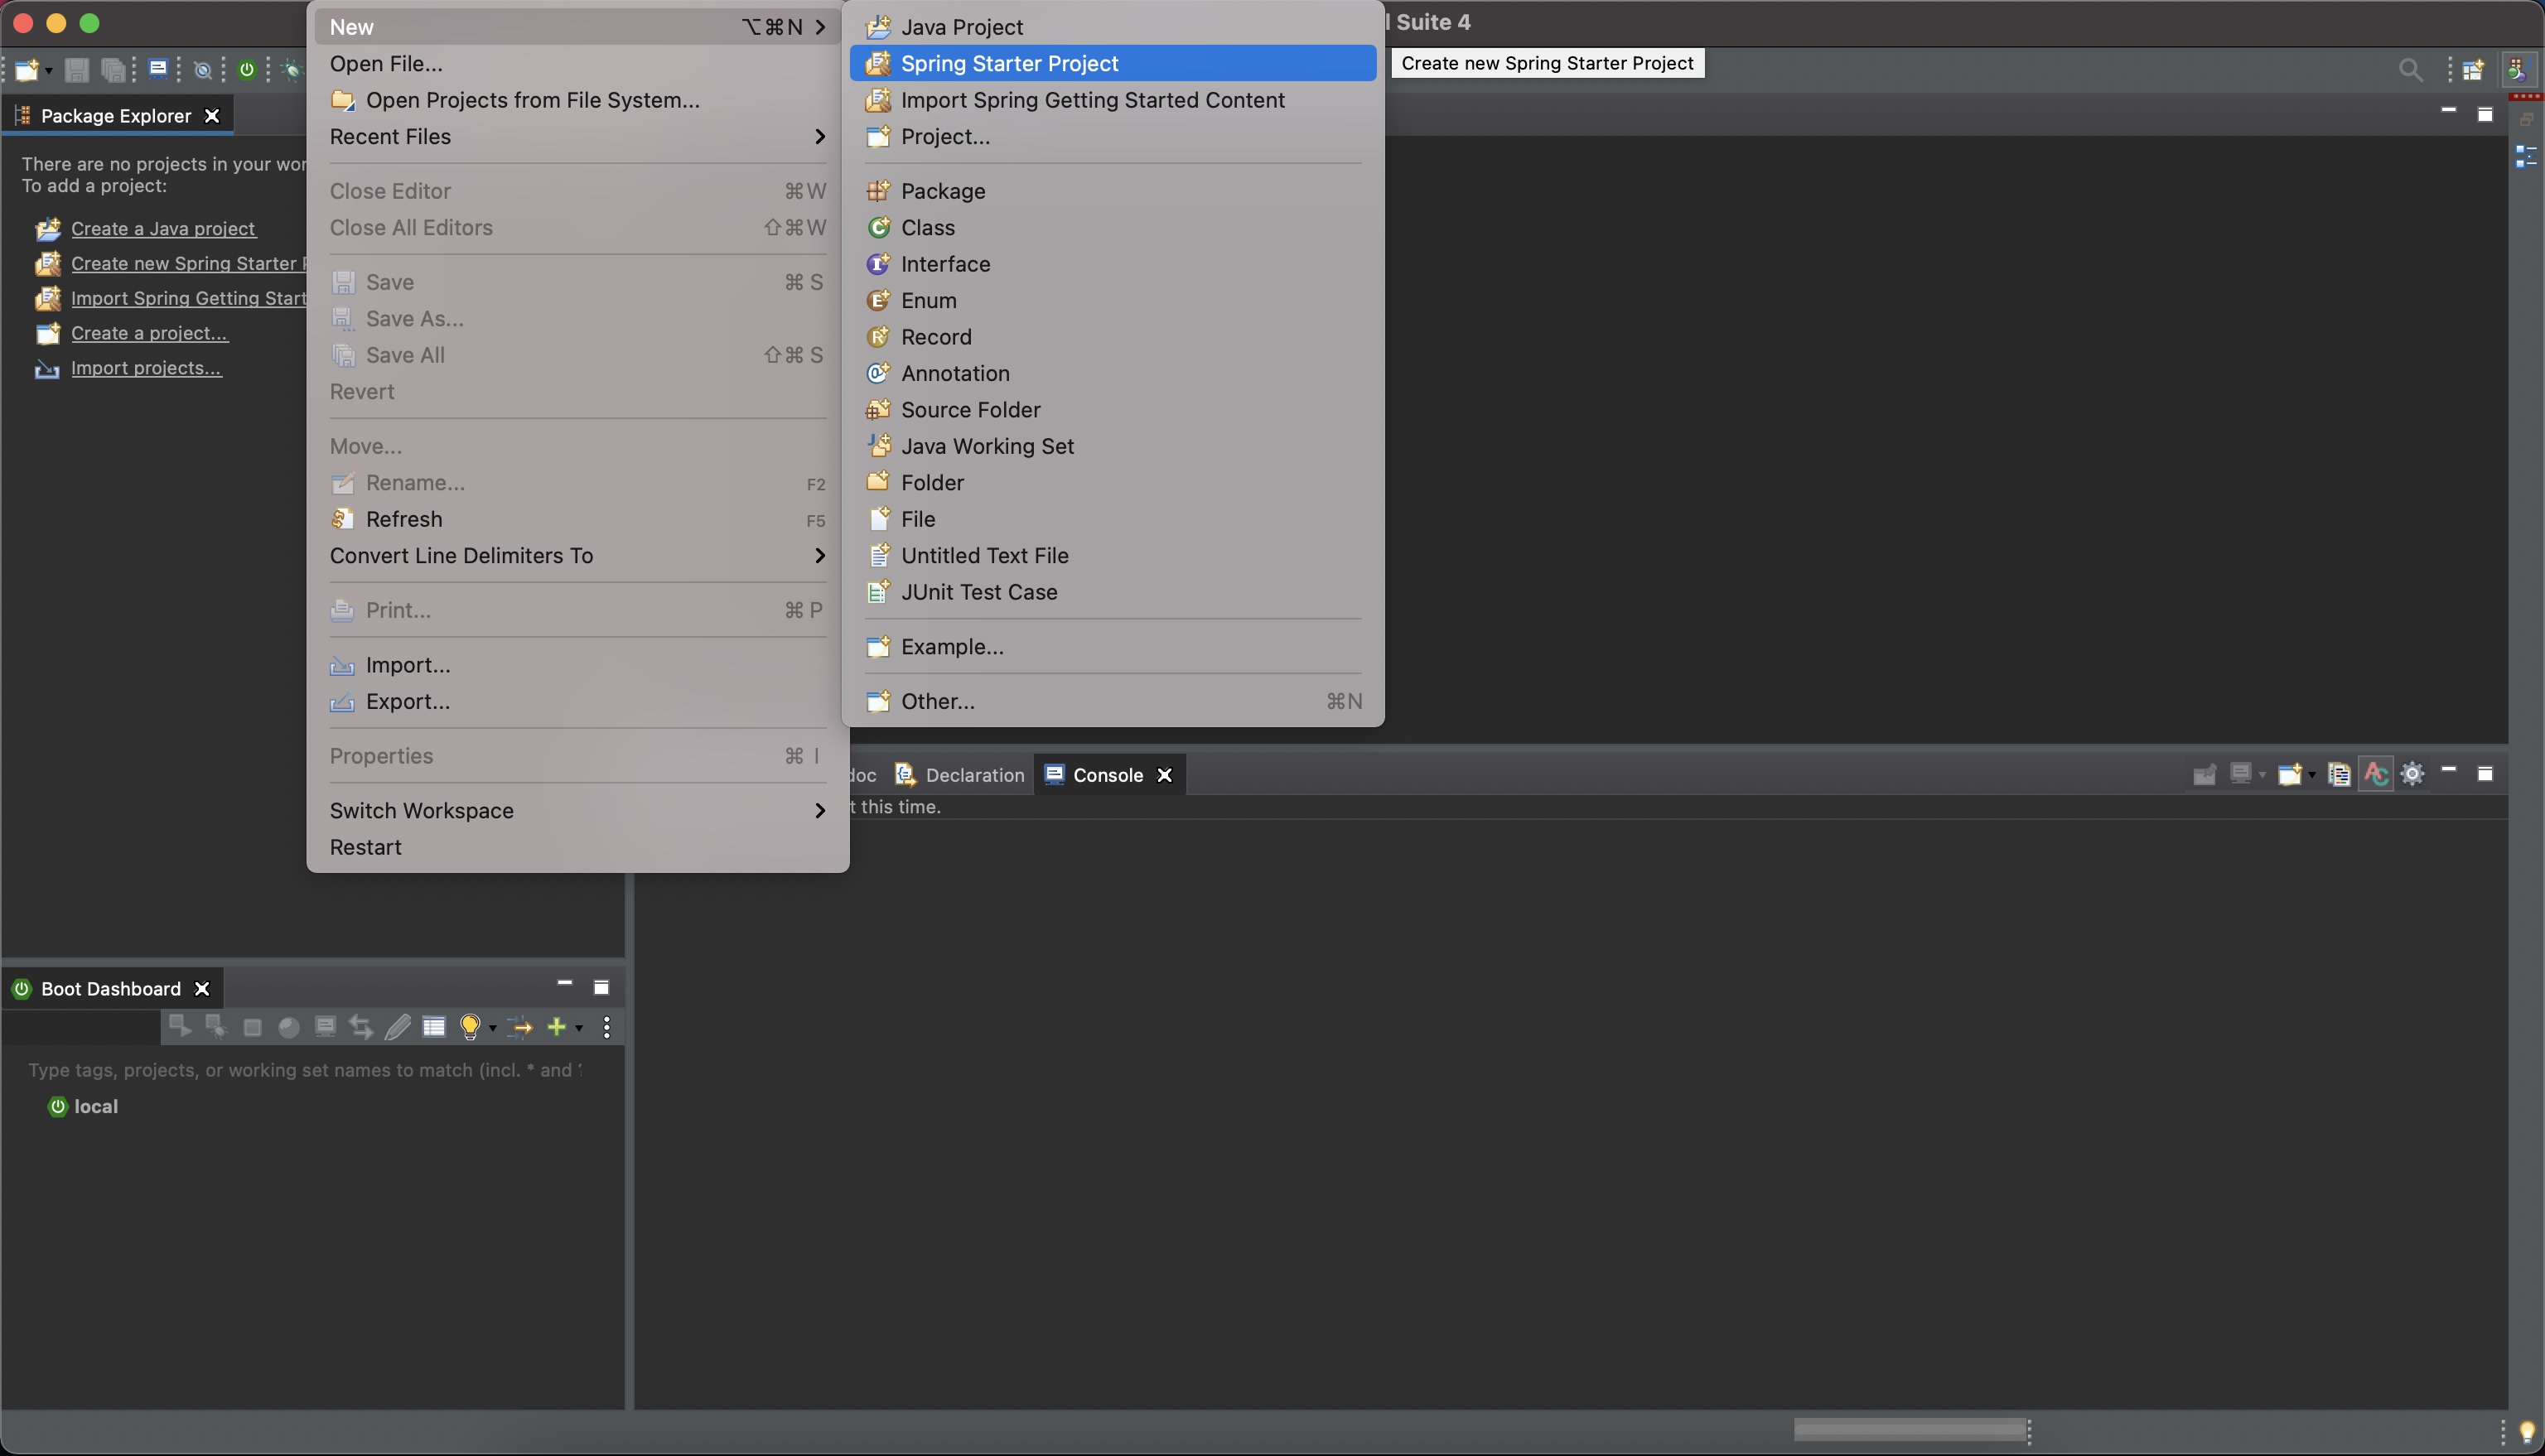 l Suite 4
Package Explorer
There are no projects in your wor
To add a project:
Create a Java project
Create new Spring Starter P
Import Spring Getting Start
Create a project...
Import projects...
New ⌥⌘N
Open File...
Open Projects from File System...
Recent Files
Close Editor ⌘W
Close All Editors ⇧⌘W
Save ⌘S
Save As...
Save All ⇧⌘S
Revert
Move...
Rename... F2
Refresh F5
Convert Line Delimiters To
Print... ⌘P
Import...
Export...
Properties ⌘I
Switch Workspace
Restart
Java Project
Spring Starter Project
Import Spring Getting Started Content
Project...
Package
Class
Interface
Enum
Record
Annotation
Source Folder
Java Working Set
Folder
File
Untitled Text File
JUnit Test Case
Example...
Other... ⌘N
Create new Spring Starter Project
doc Declaration Console
t this time.
Boot Dashboard
Type tags, projects, or working set names to match (incl. * and
local